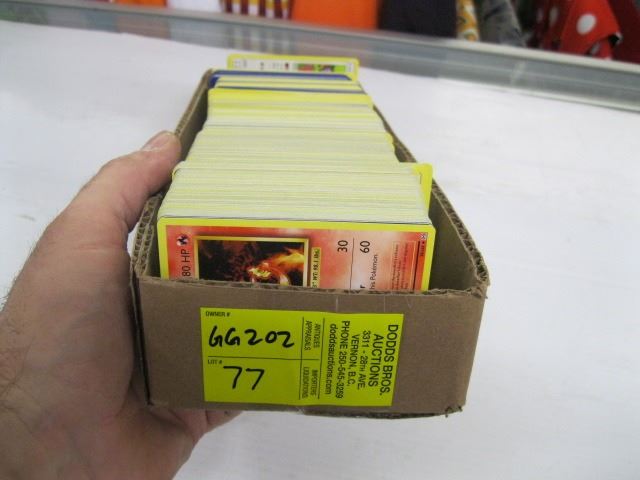 80 HP
30
60
OWNER #
GG202
LOT #
77
ANTIQUES
APPRAISALS
IMPORTERS
LIQUIDATIONS
DODDS BROS.
AUCTIONS
3311 - 28TH AVE.
VERNON, B.C.
PHONE 250-545-3259
doddsauctions.com